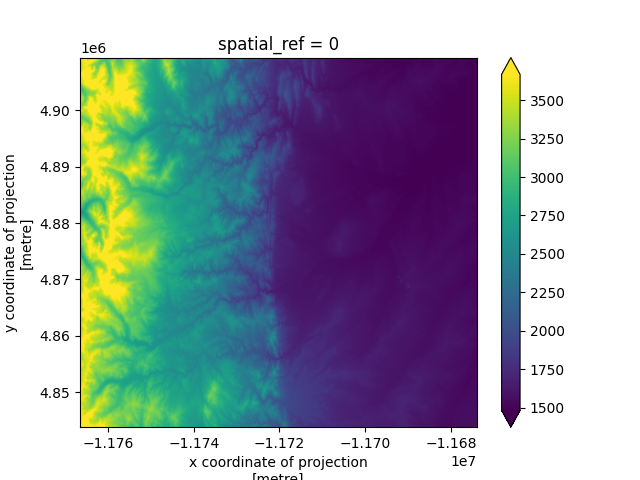 spatial_ref = 0
1e6
4.90
4.89
4.88
4.87
4.86
4.85
y coordinate of projection
[metre]
−1.176
−1.174
−1.172
−1.170
−1.168
1e7
x coordinate of projection
[metre]
3500
3250
3000
2750
2500
2250
2000
1750
1500